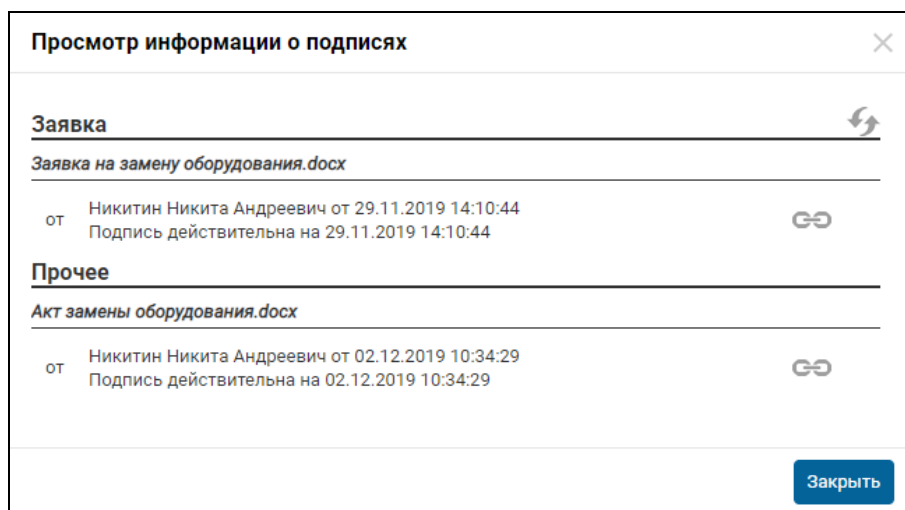 Просмотр информации о подписях
Заявка
Заявка на замену оборудования.docx
от
Никитин Никита Андреевич от 29.11.2019 14:10:44
Подпись действительна на 29.11.2019 14:10:44
Прочее
Акт замены оборудования.docx
от
Никитин Никита Андреевич от 02.12.2019 10:34:29
Подпись действительна на 02.12.2019 10:34:29
Закрыть